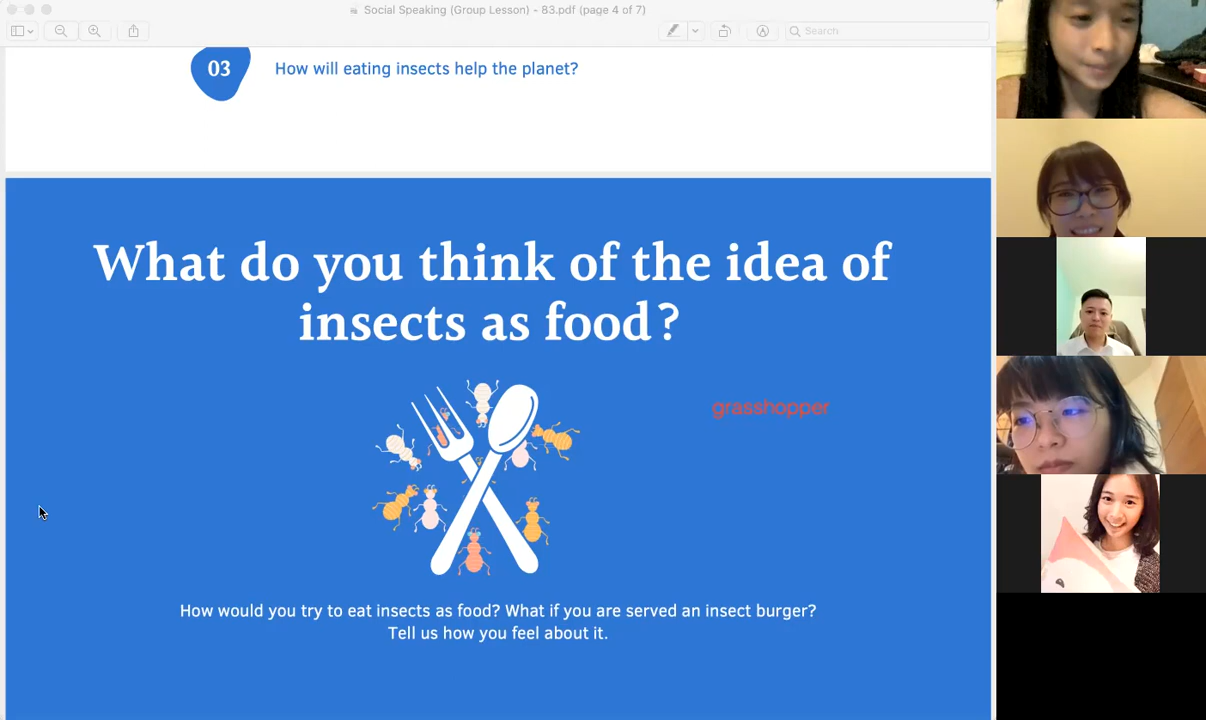 Social Speaking (Group Lesson) - 83.pdf (page 4 of 7)
Search
03
How will eating insects help the planet?
What do you think of the idea of
insects as food?
grasshopper
How would you try to eat insects as food? What if you are served an insect burger?
Tell us how you feel about it.